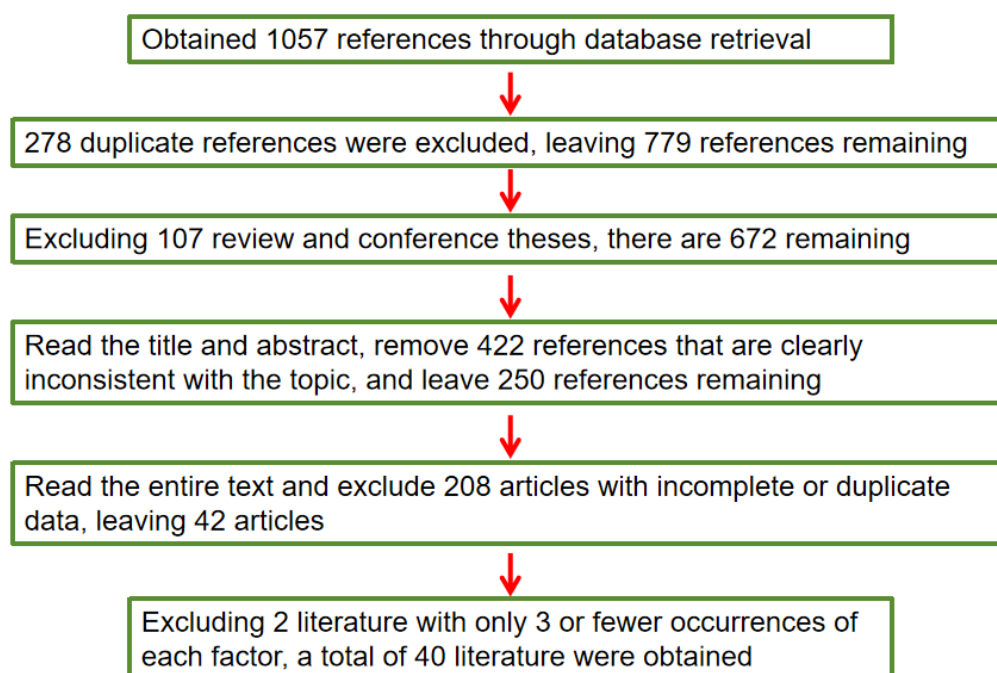 Obtained 1057 references through database retrieval
278 duplicate references were excluded, leaving 779 references remaining
Excluding 107 review and conference theses, there are 672 remaining
Read the title and abstract, remove 422 references that are clearly
inconsistent with the topic, and leave 250 references remaining
Read the entire text and exclude 208 articles with incomplete or duplicate
data, leaving 42 articles
Excluding 2 literature with only 3 or fewer occurrences of
each factor, a total of 40 literature were obtained